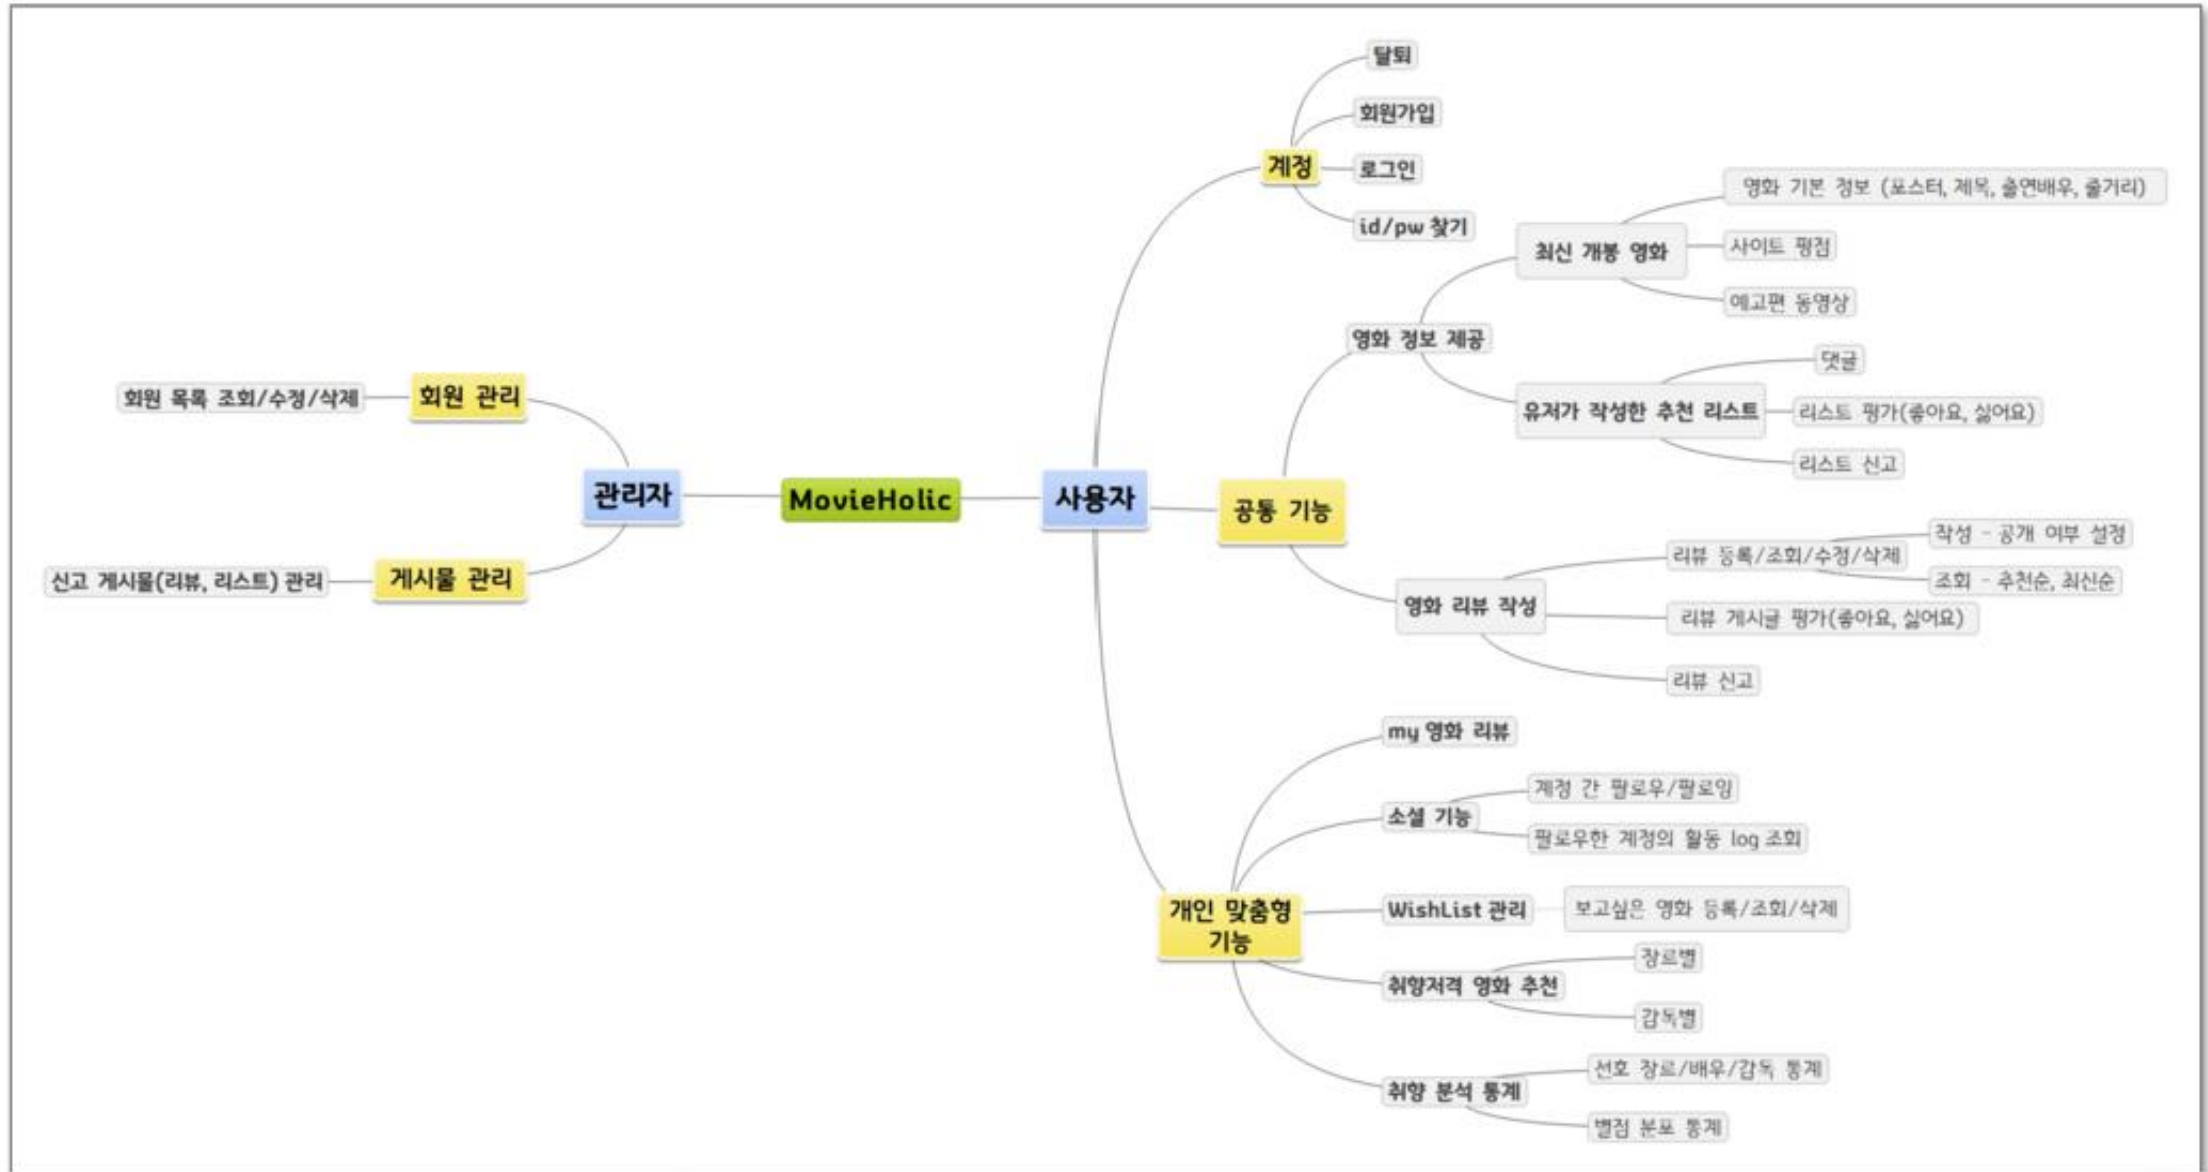 MovieHolic
관리자
회원 관리
회원 목록 조회/수정/삭제
게시물 관리
신고 게시물(리뷰, 리스트) 관리
사용자
계정
탈퇴
회원가입
로그인
id/pw 찾기
공통 기능
영화 정보 제공
최신 개봉 영화
영화 기본 정보 (포스터, 제목, 출연배우, 줄거리)
사이트 평점
예고편 동영상
유저가 작성한 추천 리스트
댓글
리스트 평가(좋아요, 싫어요)
리스트 신고
영화 리뷰 작성
리뷰 등록/조회/수정/삭제
작성 - 공개 여부 설정
조회 - 추천순, 최신순
리뷰 게시글 평가(좋아요, 싫어요)
리뷰 신고
개인 맞춤형
기능
my 영화 리뷰
소셜 기능
계정 간 팔로우/팔로잉
팔로우한 계정의 활동 log 조회
WishList 관리
보고싶은 영화 등록/조회/삭제
취향저격 영화 추천
장르별
감독별
취향 분석 통계
선호 장르/배우/감독 통계
별점 분포 통계